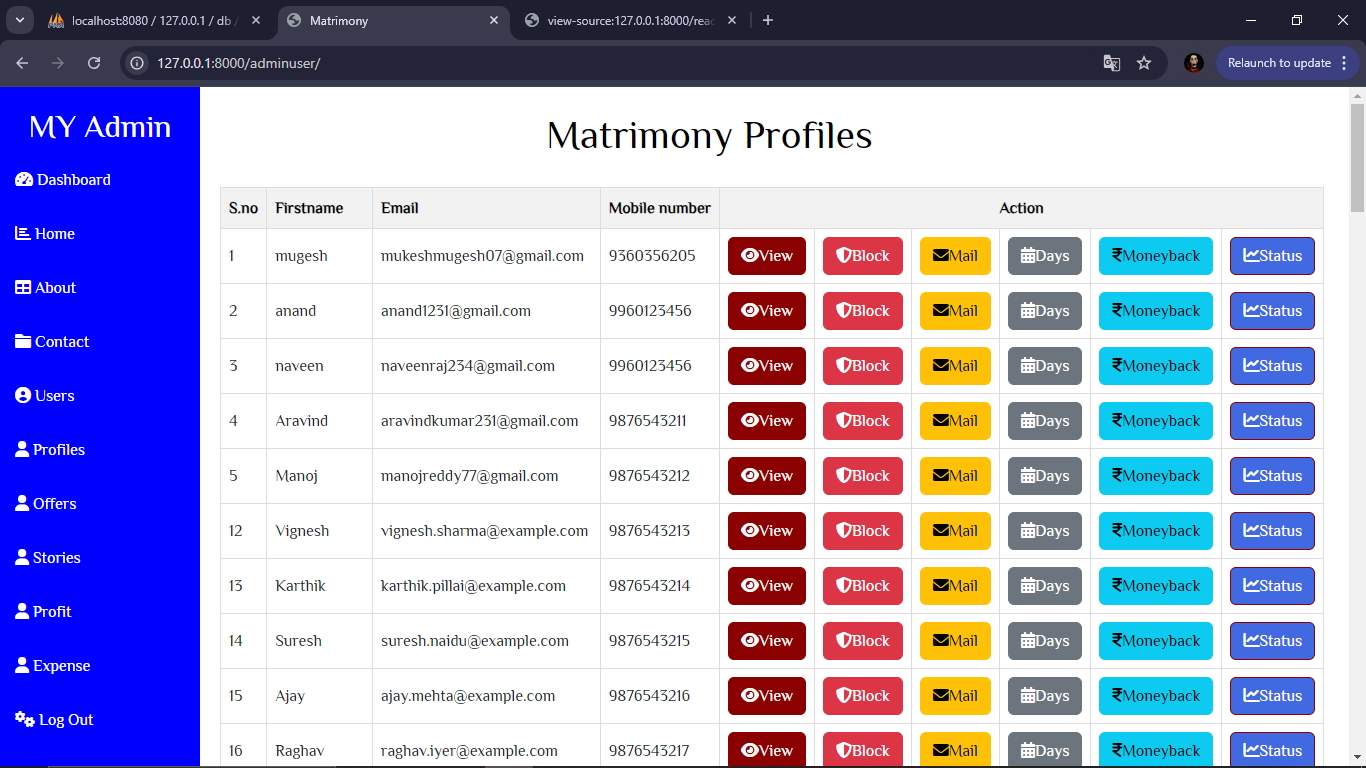 localhost:8080 / 127.0.0.1 / db /
Matrimony
view-source:127.0.0.1:8000/read
127.0.0.1:8000/adminuser/
Relaunch to update
MY Admin
Dashboard
Home
About
Contact
Users
Profiles
Offers
Stories
Profit
Expense
Log Out
Matrimony Profiles
S.no Firstname Email Mobile number Action
1 mugesh mukeshmugesh07@gmail.com 9360356205 View Block Mail Days ₹Moneyback Status
2 anand anand1231@gmail.com 9960123456 View Block Mail Days ₹Moneyback Status
3 naveen naveenraj234@gmail.com 9960123456 View Block Mail Days ₹Moneyback Status
4 Aravind aravindkumar231@gmail.com 9876543211 View Block Mail Days ₹Moneyback Status
5 Manoj manojreddy77@gmail.com 9876543212 View Block Mail Days ₹Moneyback Status
12 Vignesh vignesh.sharma@example.com 9876543213 View Block Mail Days ₹Moneyback Status
13 Karthik karthik.pillai@example.com 9876543214 View Block Mail Days ₹Moneyback Status
14 Suresh suresh.naidu@example.com 9876543215 View Block Mail Days ₹Moneyback Status
15 Ajay ajay.mehta@example.com 9876543216 View Block Mail Days ₹Moneyback Status
16 Raghav raghav.iyer@example.com 9876543217 View Block Mail Days ₹Moneyback Status